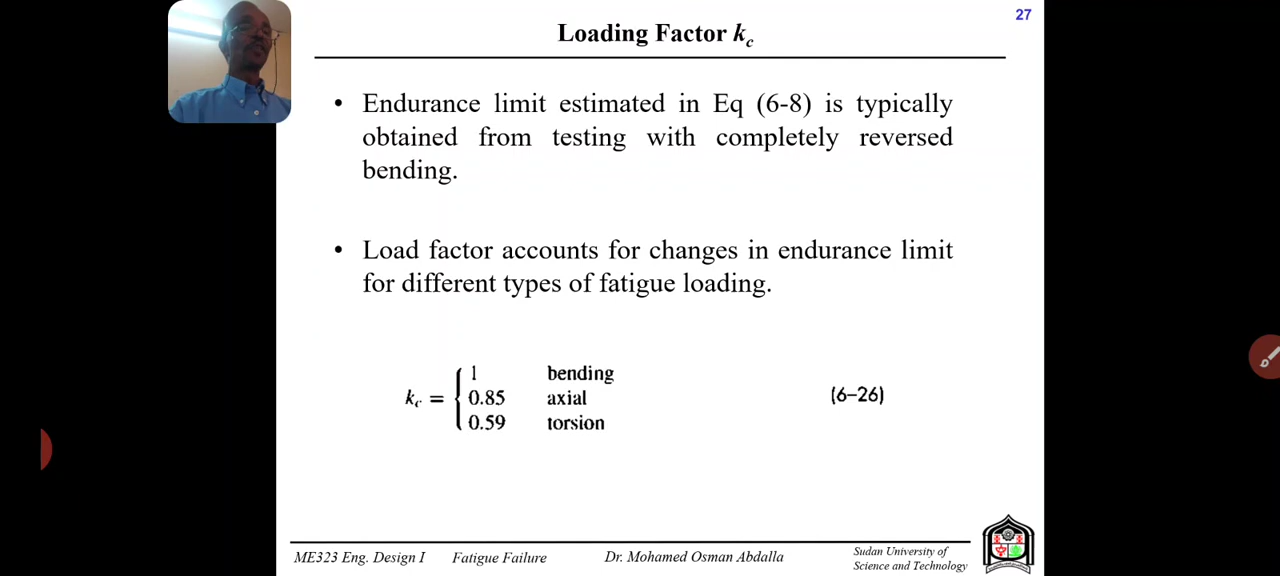 27
Loading Factor kc
• Endurance limit estimated in Eq (6-8) is typically
obtained from testing with completely reversed
bending.
• Load factor accounts for changes in endurance limit
for different types of fatigue loading.
kc = { 1 bending
0.85 axial
0.59 torsion
(6–26)
ME323 Eng. Design I Fatigue Failure Dr. Mohamed Osman Abdalla
Sudan University of
Science and Technology